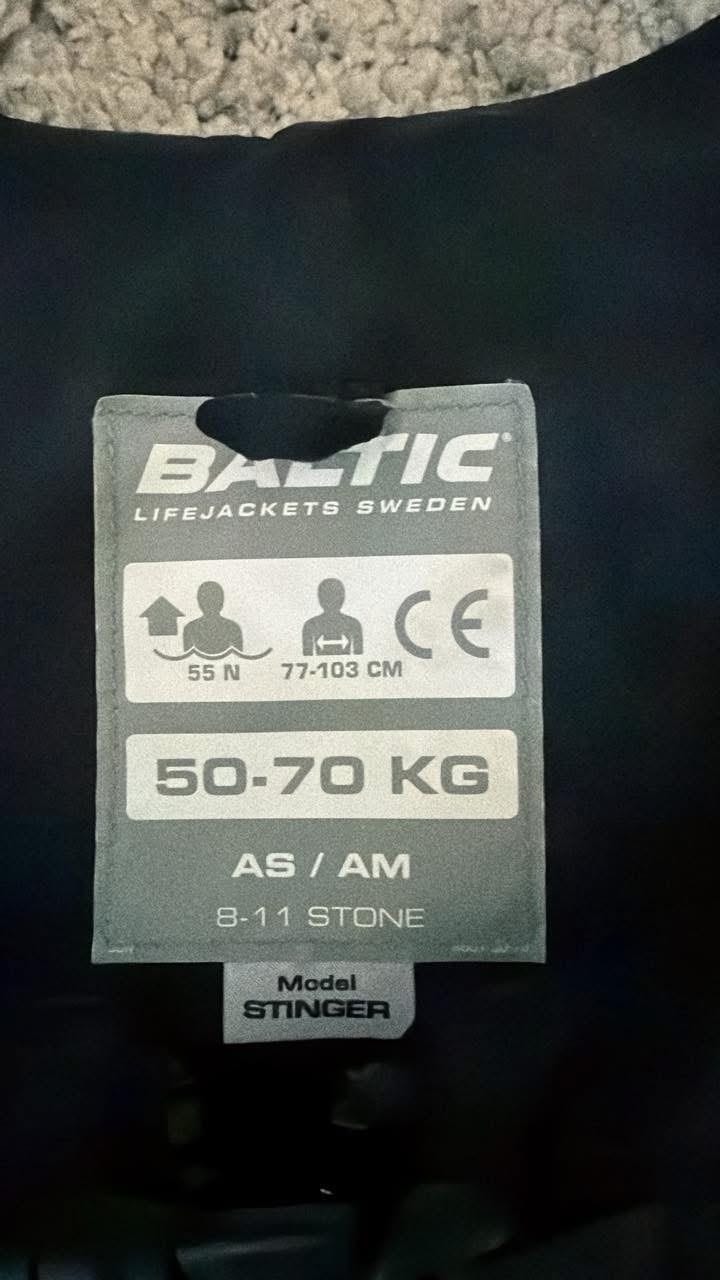 BALTIC®
LIFEJACKETS SWEDEN
55 N
77-103 CM
CE
50-70 KG
AS / AM
8-11 STONE
Model
STINGER